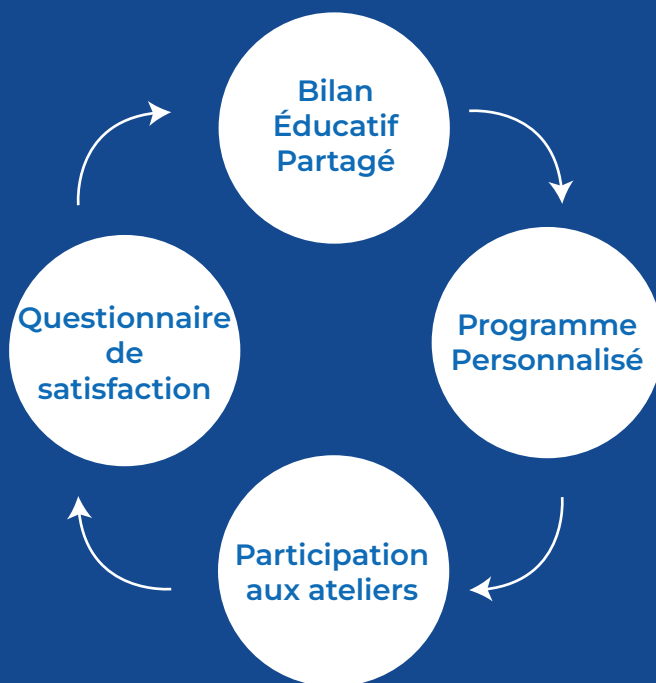 Bilan
Éducatif
Partagé
Programme
Personnalisé
Participation
aux ateliers
Questionnaire
de
satisfaction